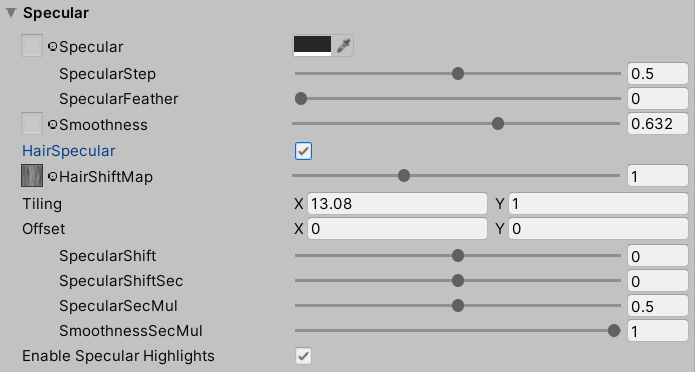 Specular
Specular
SpecularStep 0.5
SpecularFeather 0
Smoothness 0.632
HairSpecular
HairShiftMap 1
Tiling X 13.08 Y 1
Offset X 0 Y 0
SpecularShift 0
SpecularShiftSec 0
SpecularSecMul 0.5
SmoothnessSecMul 1
Enable Specular Highlights